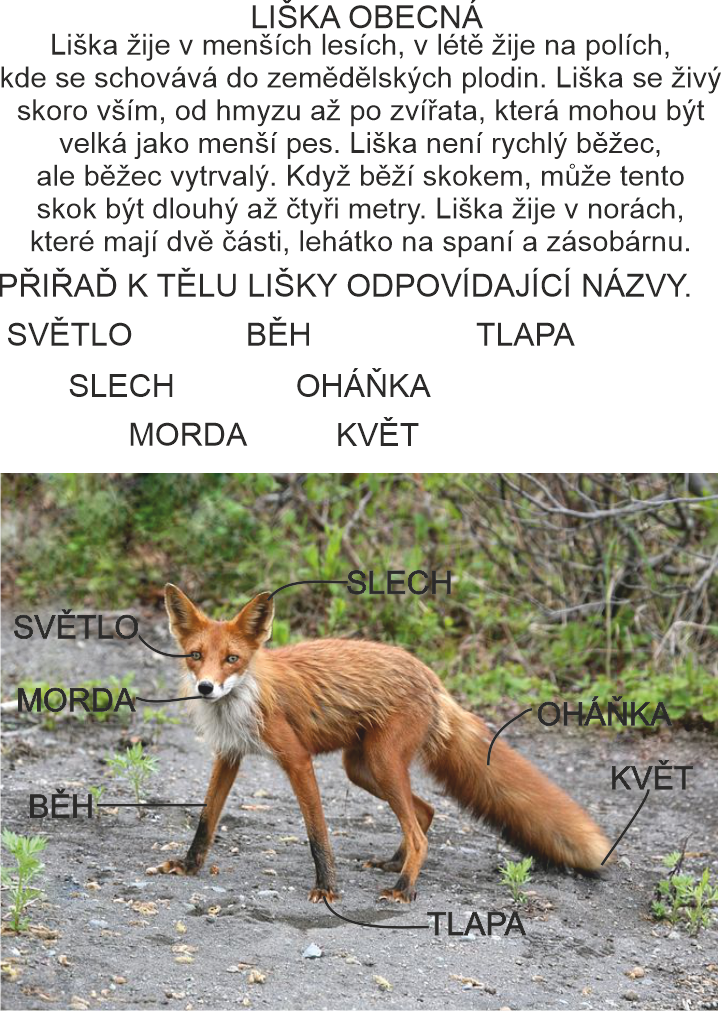 LIŠKA OBECNÁ
Liška žije v menších lesích, v létě žije na polích,
kde se schovává do zemědělských plodin. Liška se živý
skoro vším, od hmyzu až po zvířata, která mohou být
velká jako menší pes. Liška není rychlý běžec,
ale běžec vytrvalý. Když běží skokem, může tento
skok být dlouhý až čtyři metry. Liška žije v norách,
které mají dvě části, lehátko na spaní a zásobárnu.
PŘIŘAĎ K TĚLU LIŠKY ODPOVÍDAJÍCÍ NÁZVY.
SVĚTLO BĚH TLAPA
SLECH OHÁŇKA
MORDA KVĚT
SLECH
SVĚTLO
MORDA
OHÁŇKA
KVĚT
BĚH
TLAPA